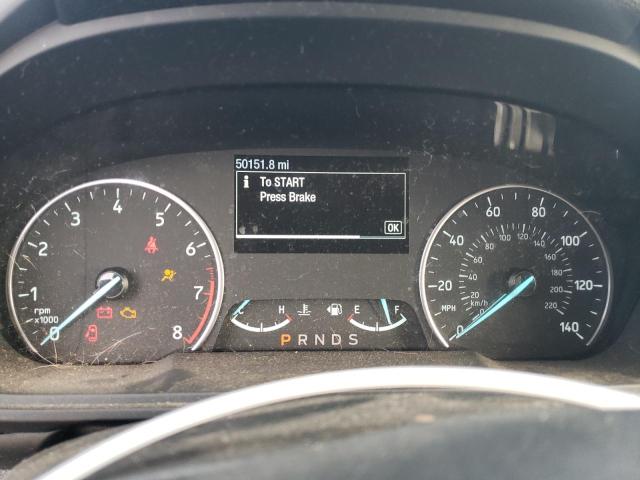 50151.8 mi
i To START
Press Brake
OK
0 1 2 3 4 5 6 7 8
rpm
x1000
C H E F
P R N D S
0 20 40 60 80 100 120 140
MPH
km/h
0 20 40 60 80 100 120 140 160 180 200 220